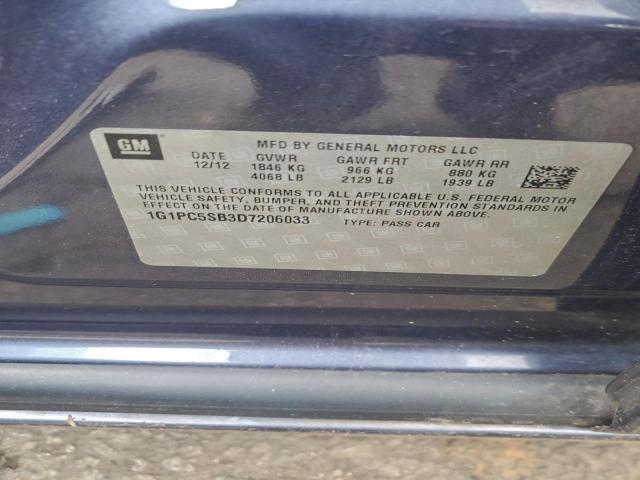 GM MFD BY GENERAL MOTORS LLC
DATE GVWR GAWR FRT GAWR RR
12/12 1846 KG 966 KG 880 KG
4068 LB 2129 LB 1939 LB
THIS VEHICLE CONFORMS TO ALL APPLICABLE U.S. FEDERAL MOTOR
VEHICLE SAFETY, BUMPER, AND THEFT PREVENTION STANDARDS IN
EFFECT ON THE DATE OF MANUFACTURE SHOWN ABOVE.
1G1PC5SB3D7206033 TYPE: PASS CAR